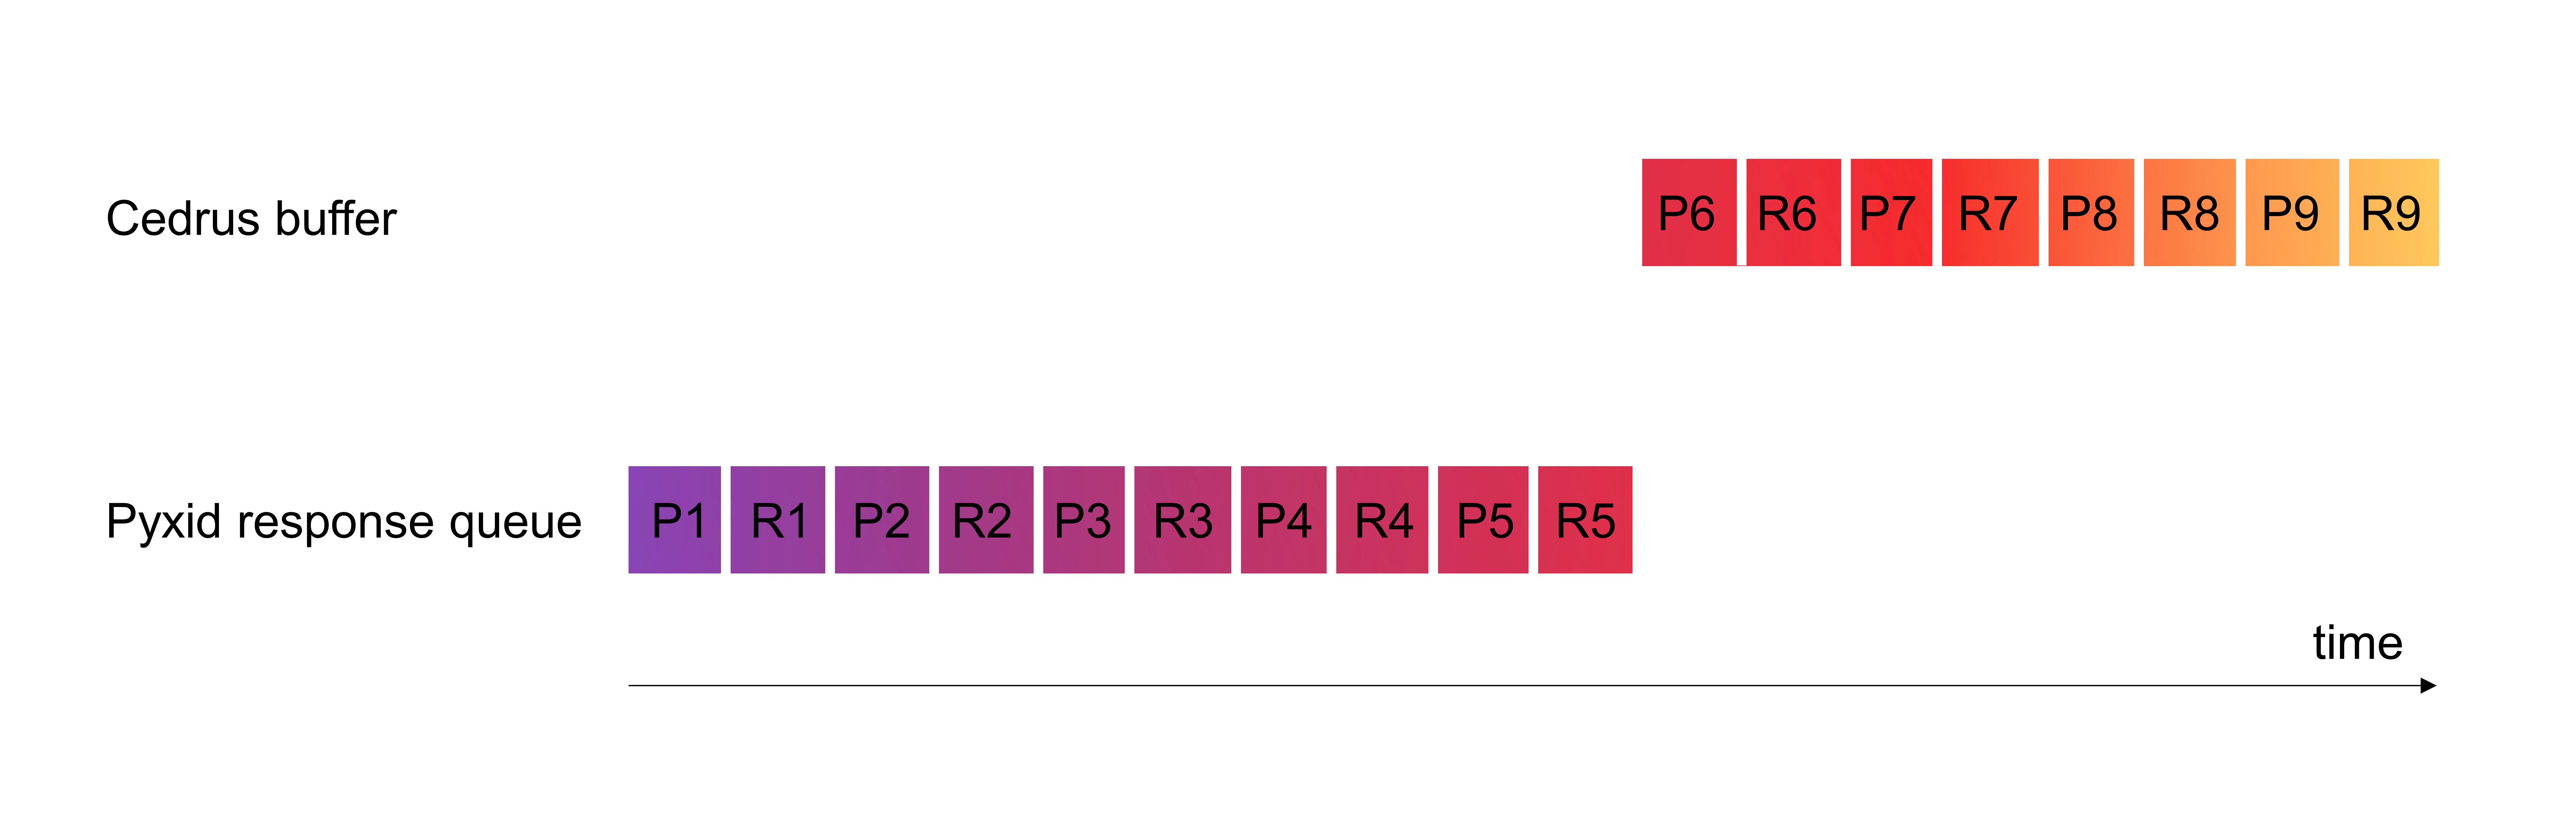 Cedrus buffer P6 R6 P7 R7 P8 R8 P9 R9
Pyxid response queue P1 R1 P2 R2 P3 R3 P4 R4 P5 R5
time